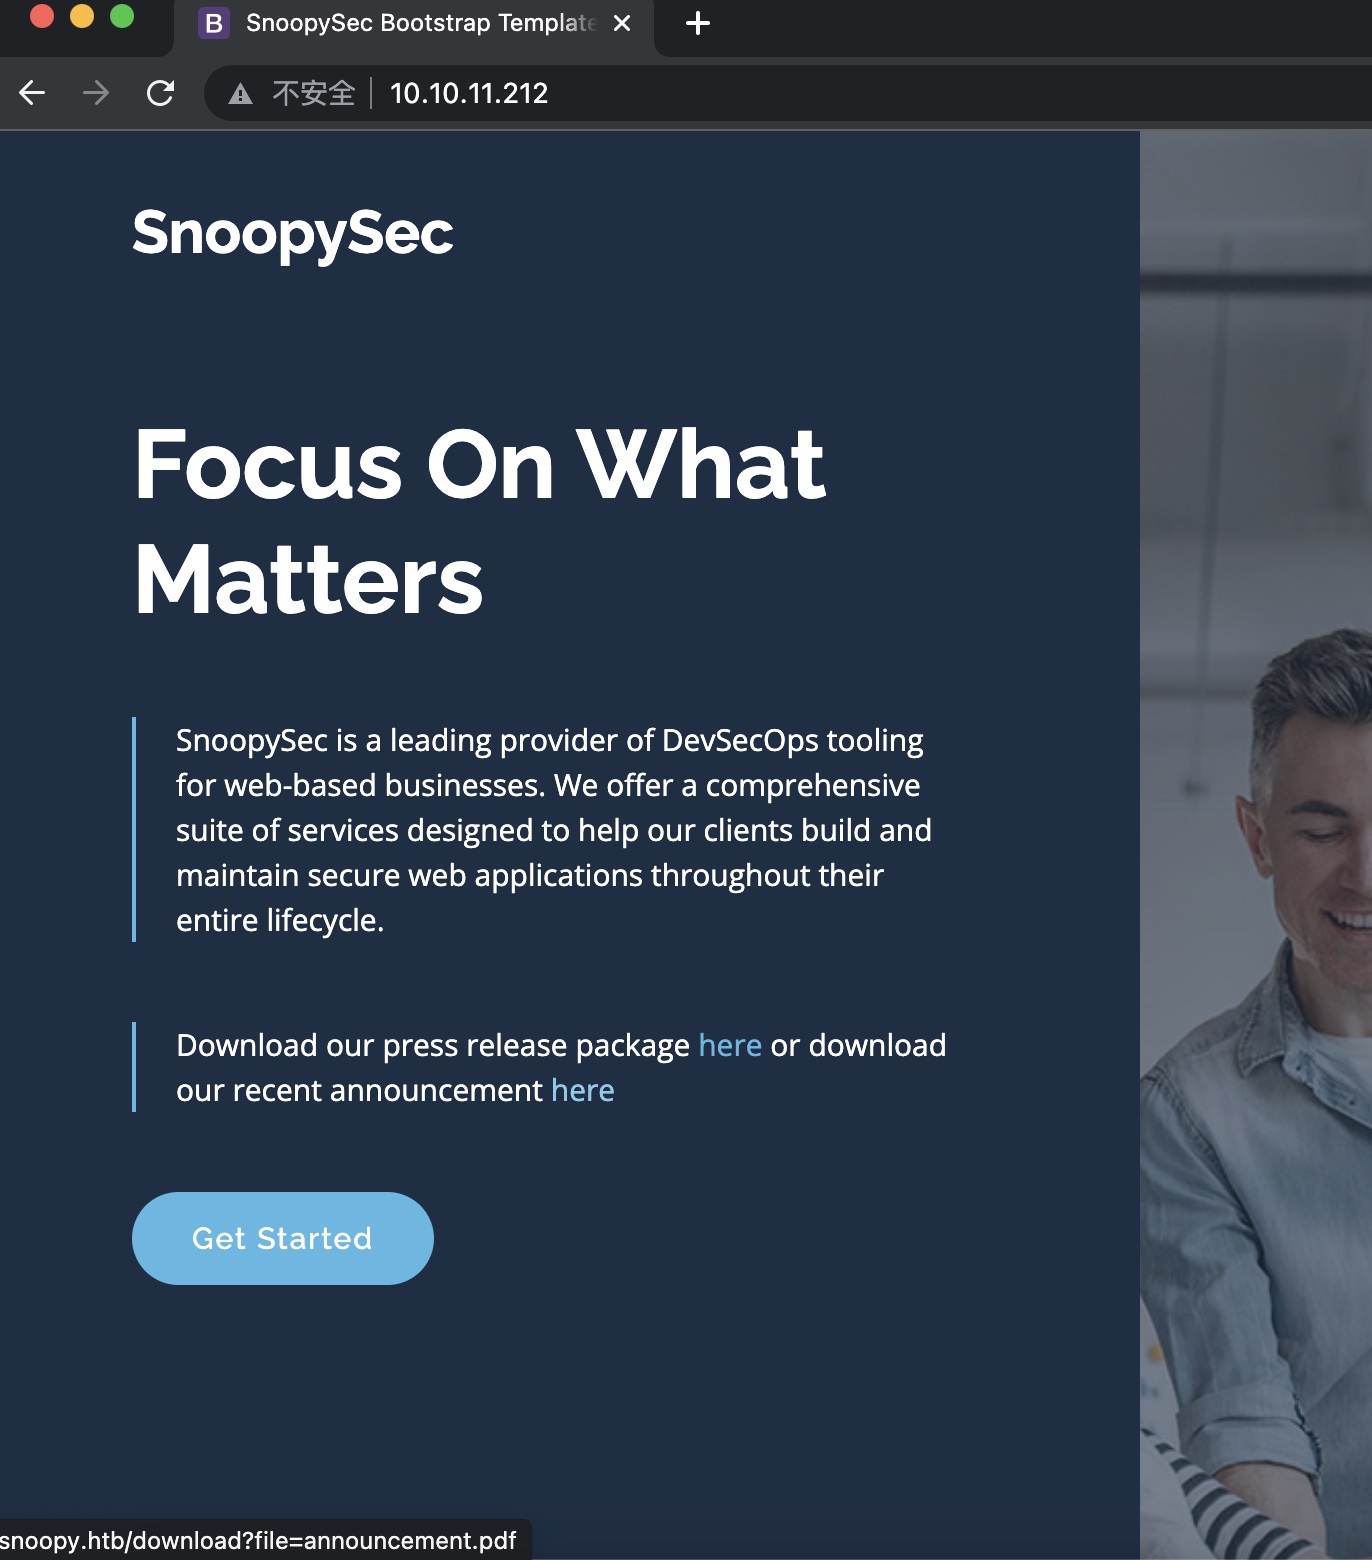 SnoopySec Bootstrap Template
不安全
10.10.11.212
SnoopySec
Focus On What
Matters
SnoopySec is a leading provider of DevSecOps tooling
for web-based businesses. We offer a comprehensive
suite of services designed to help our clients build and
maintain secure web applications throughout their
entire lifecycle.
Download our press release package here or download
our recent announcement here
Get Started
snoopy.htb/download?file=announcement.pdf